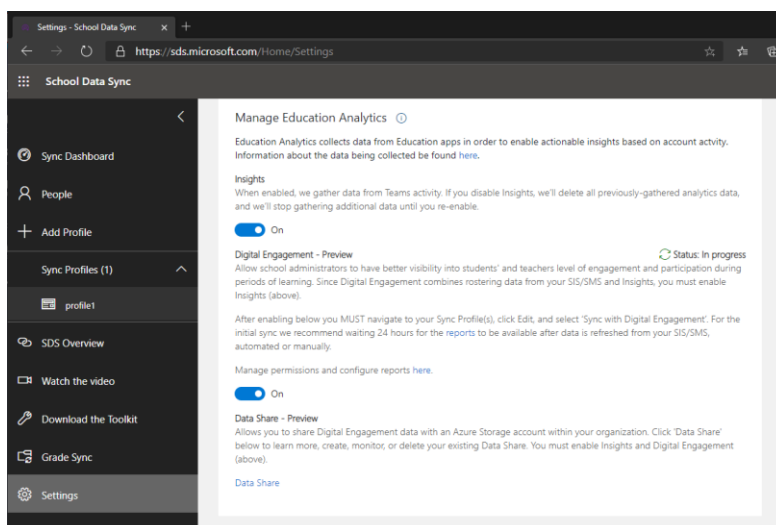 Settings - School Data Sync
https://sds.microsoft.com/Home/Settings
School Data Sync
Sync Dashboard
People
Add Profile
Sync Profiles (1)
profile1
SDS Overview
Watch the video
Download the Toolkit
Grade Sync
Settings
Manage Education Analytics
Education Analytics collects data from Education apps in order to enable actionable insights based on account actvity.
Information about the data being collected be found here.
Insights
When enabled, we gather data from Teams activity. If you disable Insights, we'll delete all previously-gathered analytics data,
and we'll stop gathering additional data until you re-enable.
On
Digital Engagement - Preview
Status: In progress
Allow school administrators to have better visibility into students' and teachers level of engagement and participation during
periods of learning. Since Digital Engagement combines rostering data from your SIS/SMS and Insights, you must enable
Insights (above).
After enabling below you MUST navigate to your Sync Profile(s), click Edit, and select 'Sync with Digital Engagement'. For the
initial sync we recommend waiting 24 hours for the reports to be available after data is refreshed from your SIS/SMS,
automated or manually.
Manage permissions and configure reports here.
On
Data Share - Preview
Allows you to share Digital Engagement data with an Azure Storage account within your organization. Click 'Data Share'
below to learn more, create, monitor, or delete your existing Data Share. You must enable Insights and Digital Engagement
(above).
Data Share